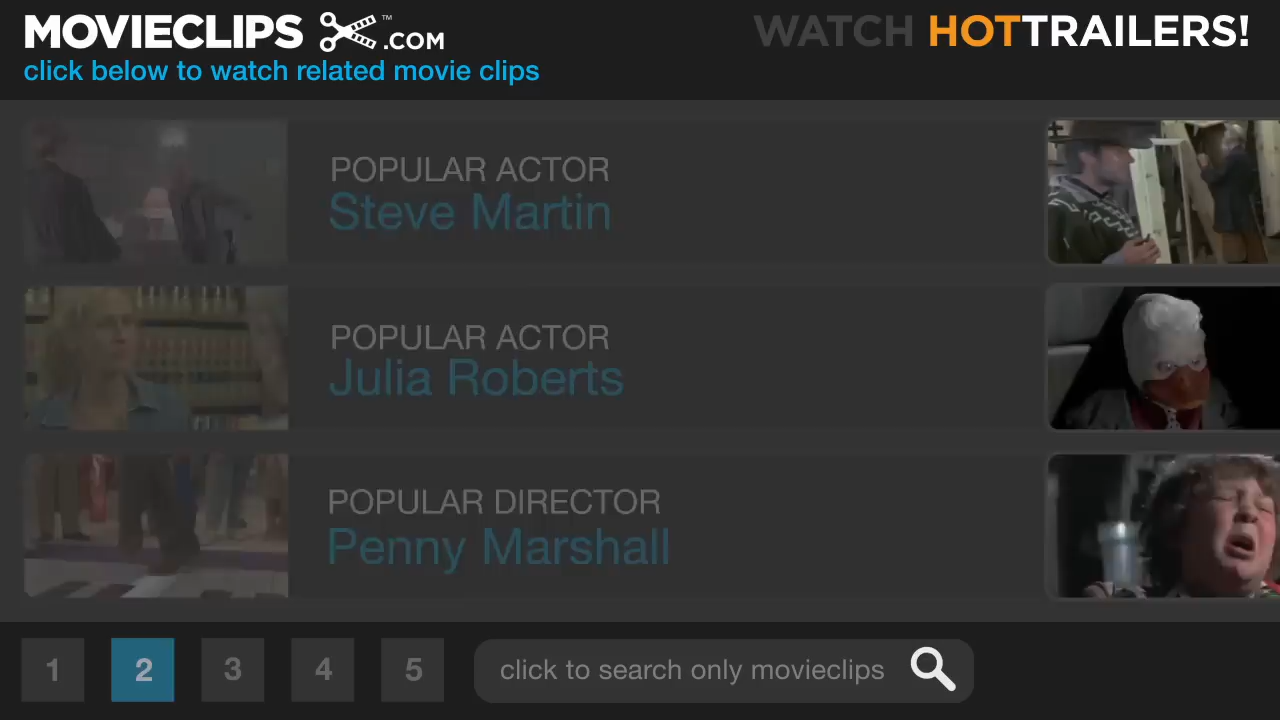 MOVIECLIPS ™.COM
WATCH HOTTRAILERS!
click below to watch related movie clips
POPULAR ACTOR
Steve Martin
POPULAR ACTOR
Julia Roberts
POPULAR DIRECTOR
Penny Marshall
1 2 3 4 5
click to search only movieclips